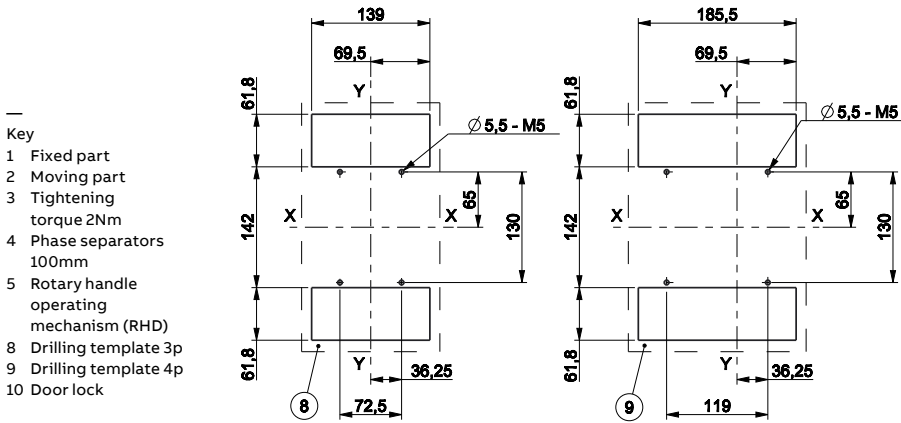 —
Key
1 Fixed part
2 Moving part
3 Tightening
torque 2Nm
4 Phase separators
100mm
5 Rotary handle
operating
mechanism (RHD)
8 Drilling template 3p
9 Drilling template 4p
10 Door lock
139
69,5
61,8
Y
Ø 5,5 - M5
142
X
X
65
130
61,8
Y
36,25
8
72,5
185,5
69,5
61,8
Y
Ø 5,5 - M5
142
X
X
65
130
61,8
Y
36,25
9
119